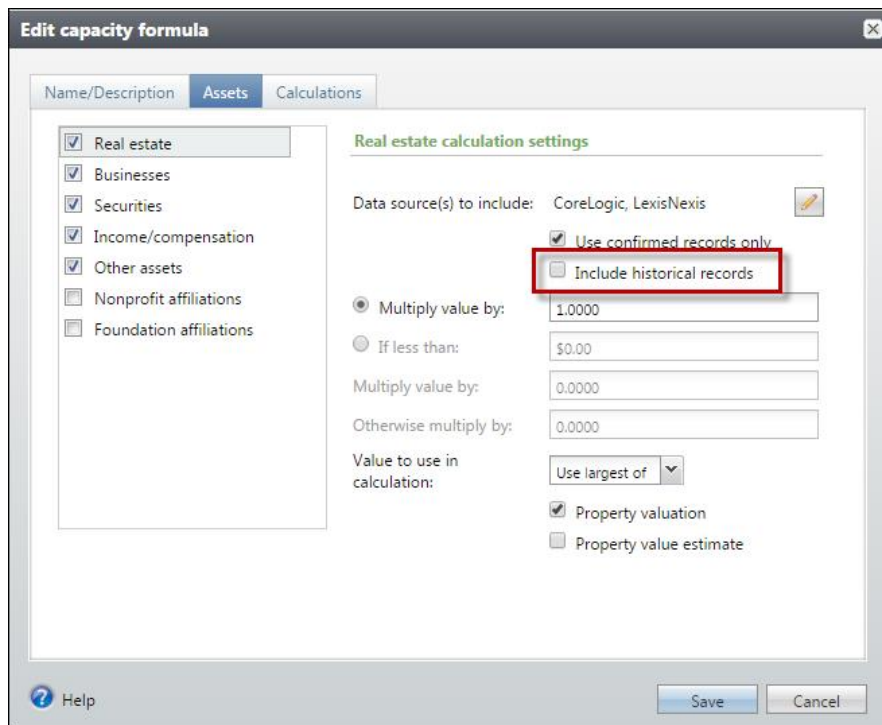 Edit capacity formula
Name/Description
Assets
Calculations
Real estate
Businesses
Securities
Income/compensation
Other assets
Nonprofit affiliations
Foundation affiliations
Real estate calculation settings
Data source(s) to include: CoreLogic, LexisNexis
Use confirmed records only
Include historical records
Multiply value by: 1.0000
If less than: $0.00
Multiply value by: 0.0000
Otherwise multiply by: 0.0000
Value to use in
calculation:
Use largest of
Property valuation
Property value estimate
Help
Save
Cancel